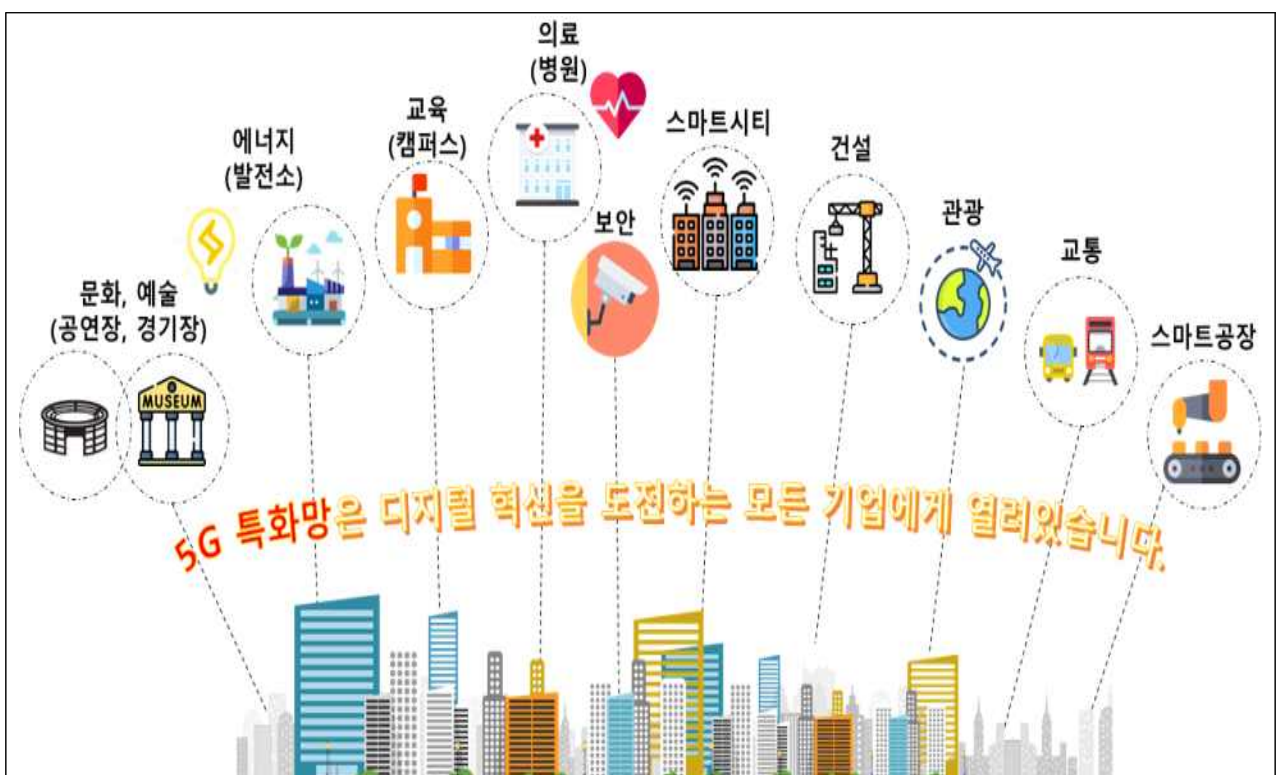 의료
(병원)
교육
(캠퍼스)
스마트시티
에너지
(발전소)
건설
보안
관광
교통
문화, 예술
(공연장, 경기장)
스마트공장
MUSEUM
5G 특화망은 디지털 혁신을 도전하는 모든 기업에게 열려있습니다.